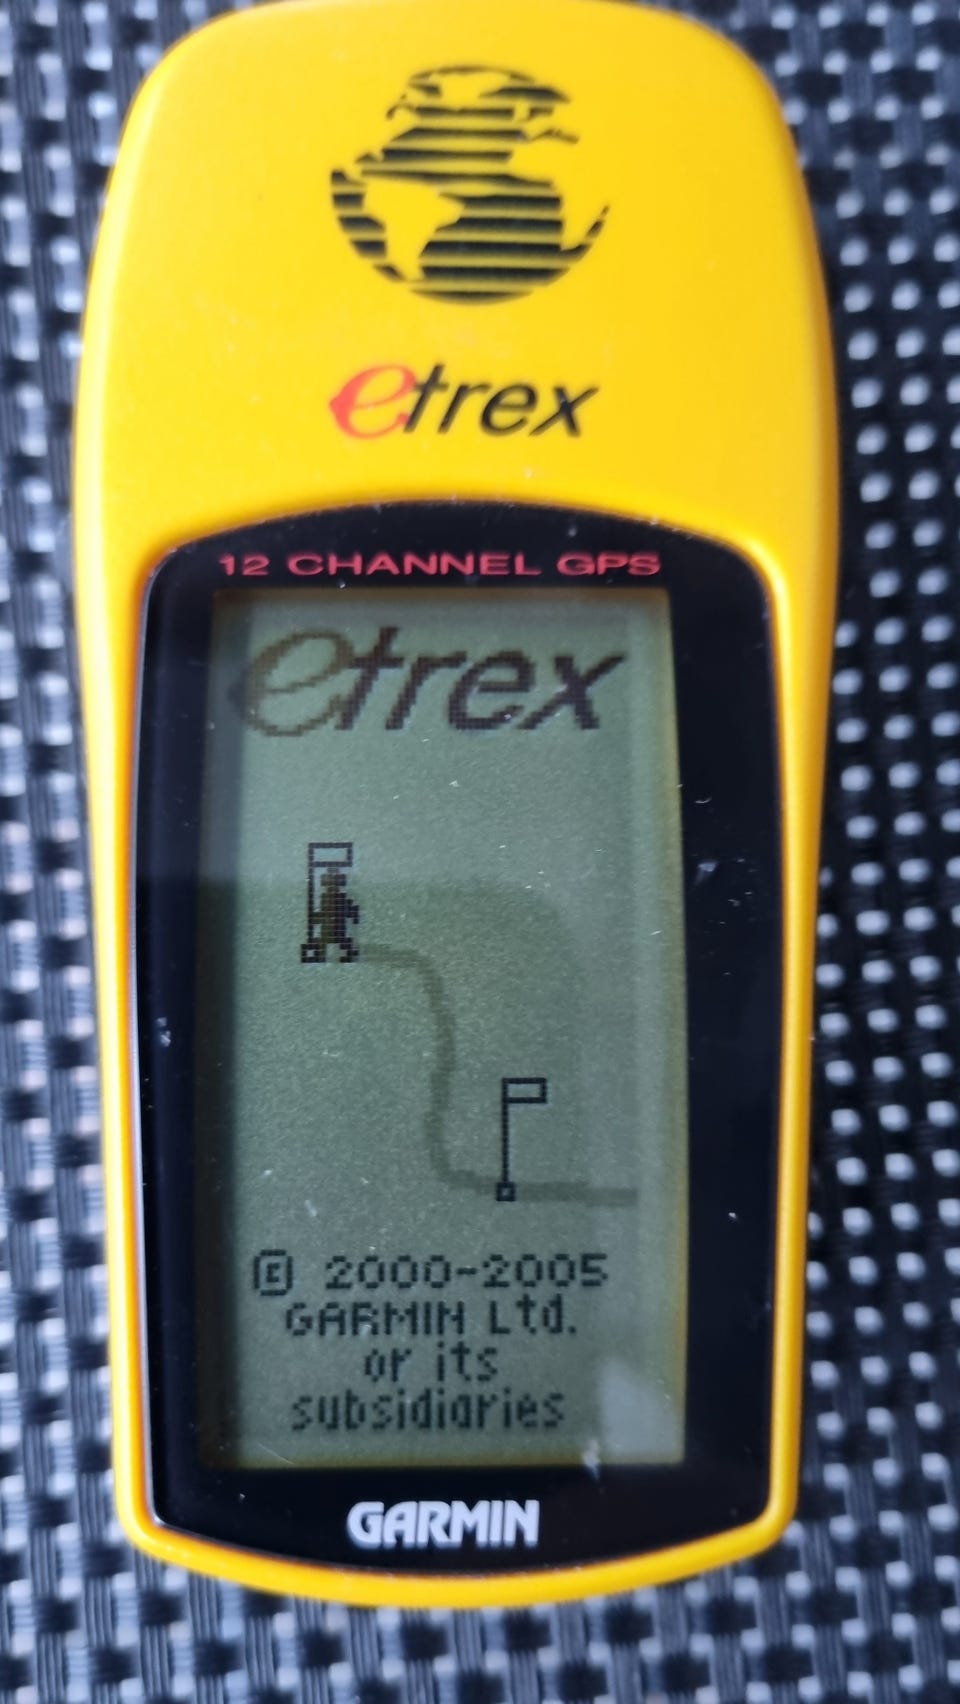 etrex
12 CHANNEL GPS
etrex
© 2000-2005
GARMIN Ltd.
or its
subsidiaries
GARMIN